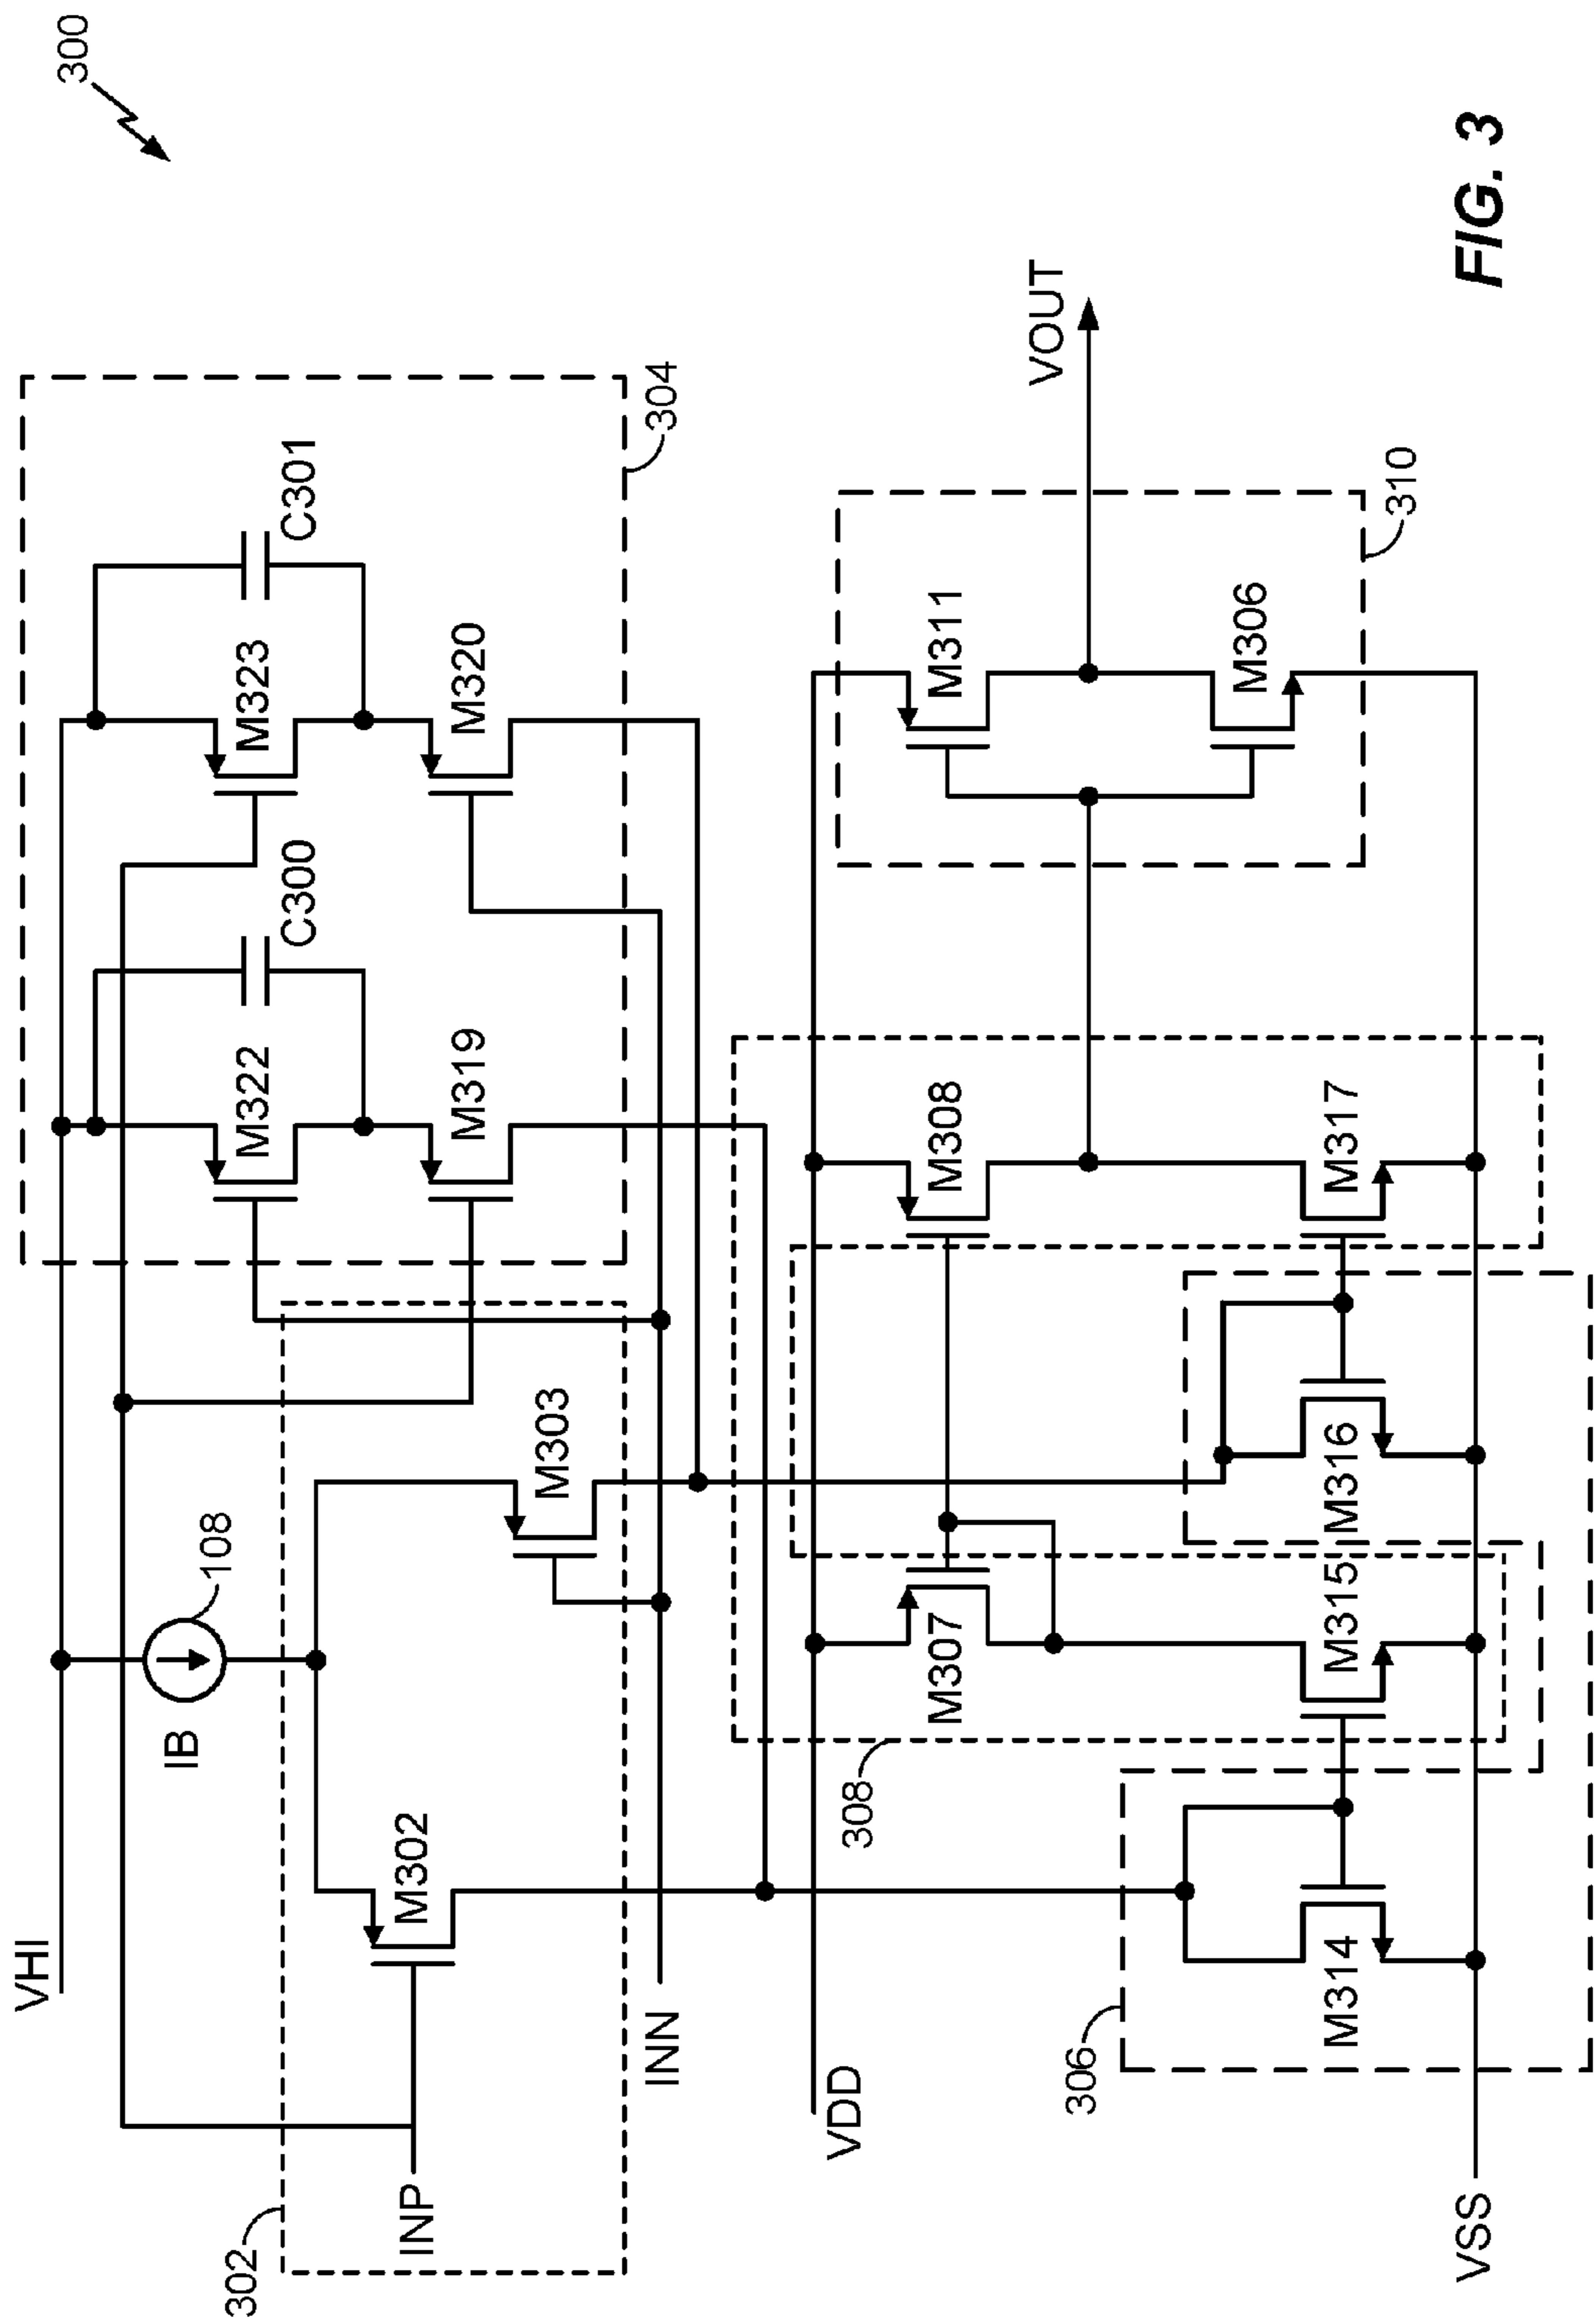 300
VHI
IB
108
304
M322
C300
M323
C301
M319
M320
302
INP
M302
M303
INN
VDD
308
M307
M308
M311
VOUT
310
M306
306
M314
M315
M316
M317
VSS
FIG. 3